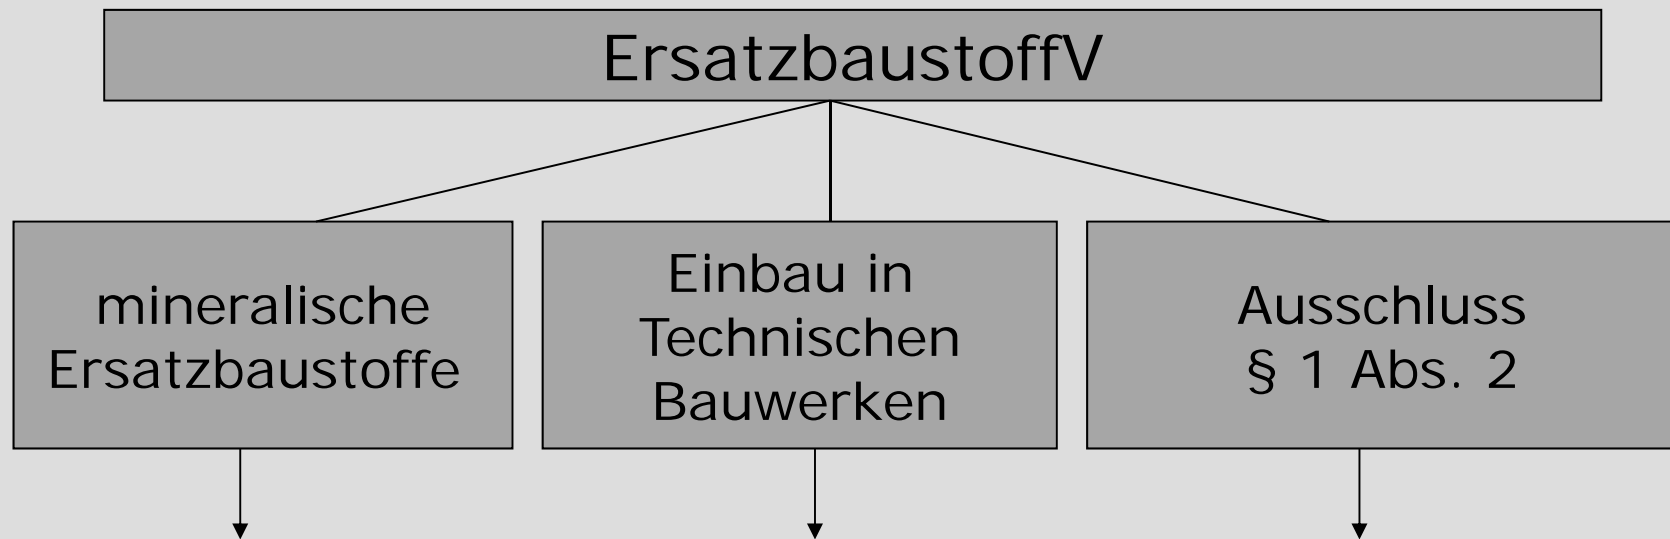 ErsatzbaustoffV
mineralische
Ersatzbaustoffe
Einbau in
Technischen
Bauwerken
Ausschluss
§ 1 Abs. 2